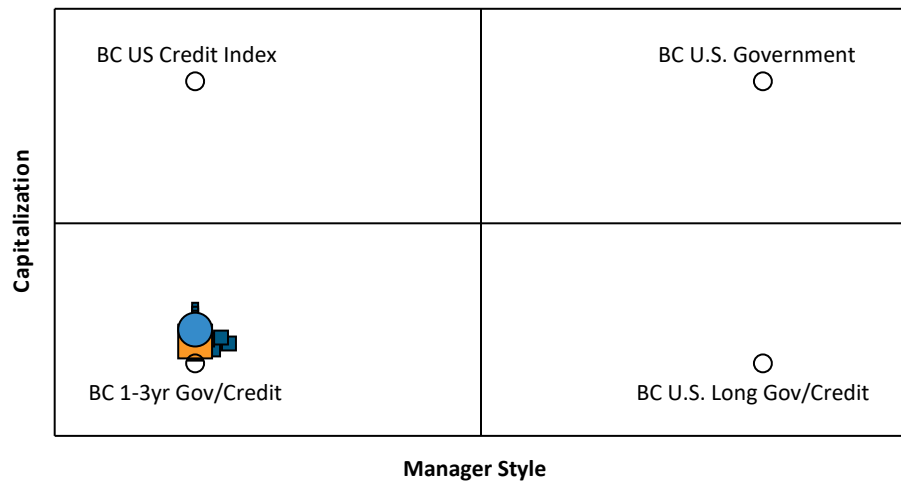 BC US Credit Index
BC U.S. Government
Capitalization
BC 1-3yr Gov/Credit
BC U.S. Long Gov/Credit
Manager Style